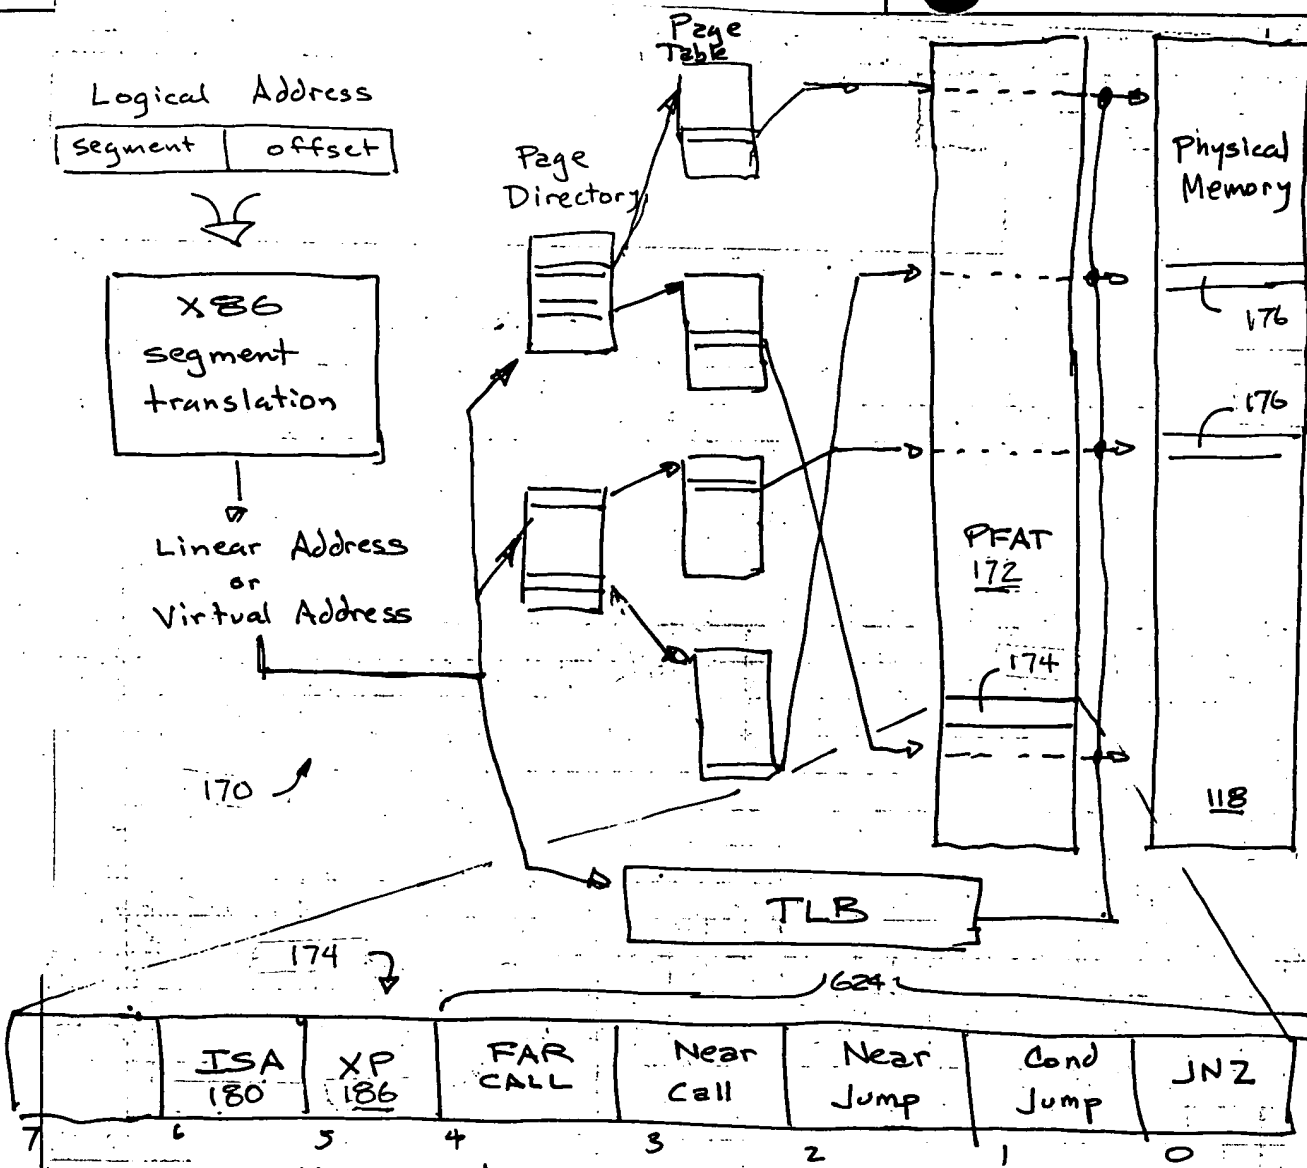 Logical Address
segment offset
X86
segment
translation
Linear Address
or
Virtual Address
170
Page
Directory
Page
Table
PFAT
172
174
Physical
Memory
176
176
118
TLB
174
624
ISA
180
XP
186
FAR
CALL
Near
Call
Near
Jump
Cond
Jump
JNZ
7 6 5 4 3 2 1 0